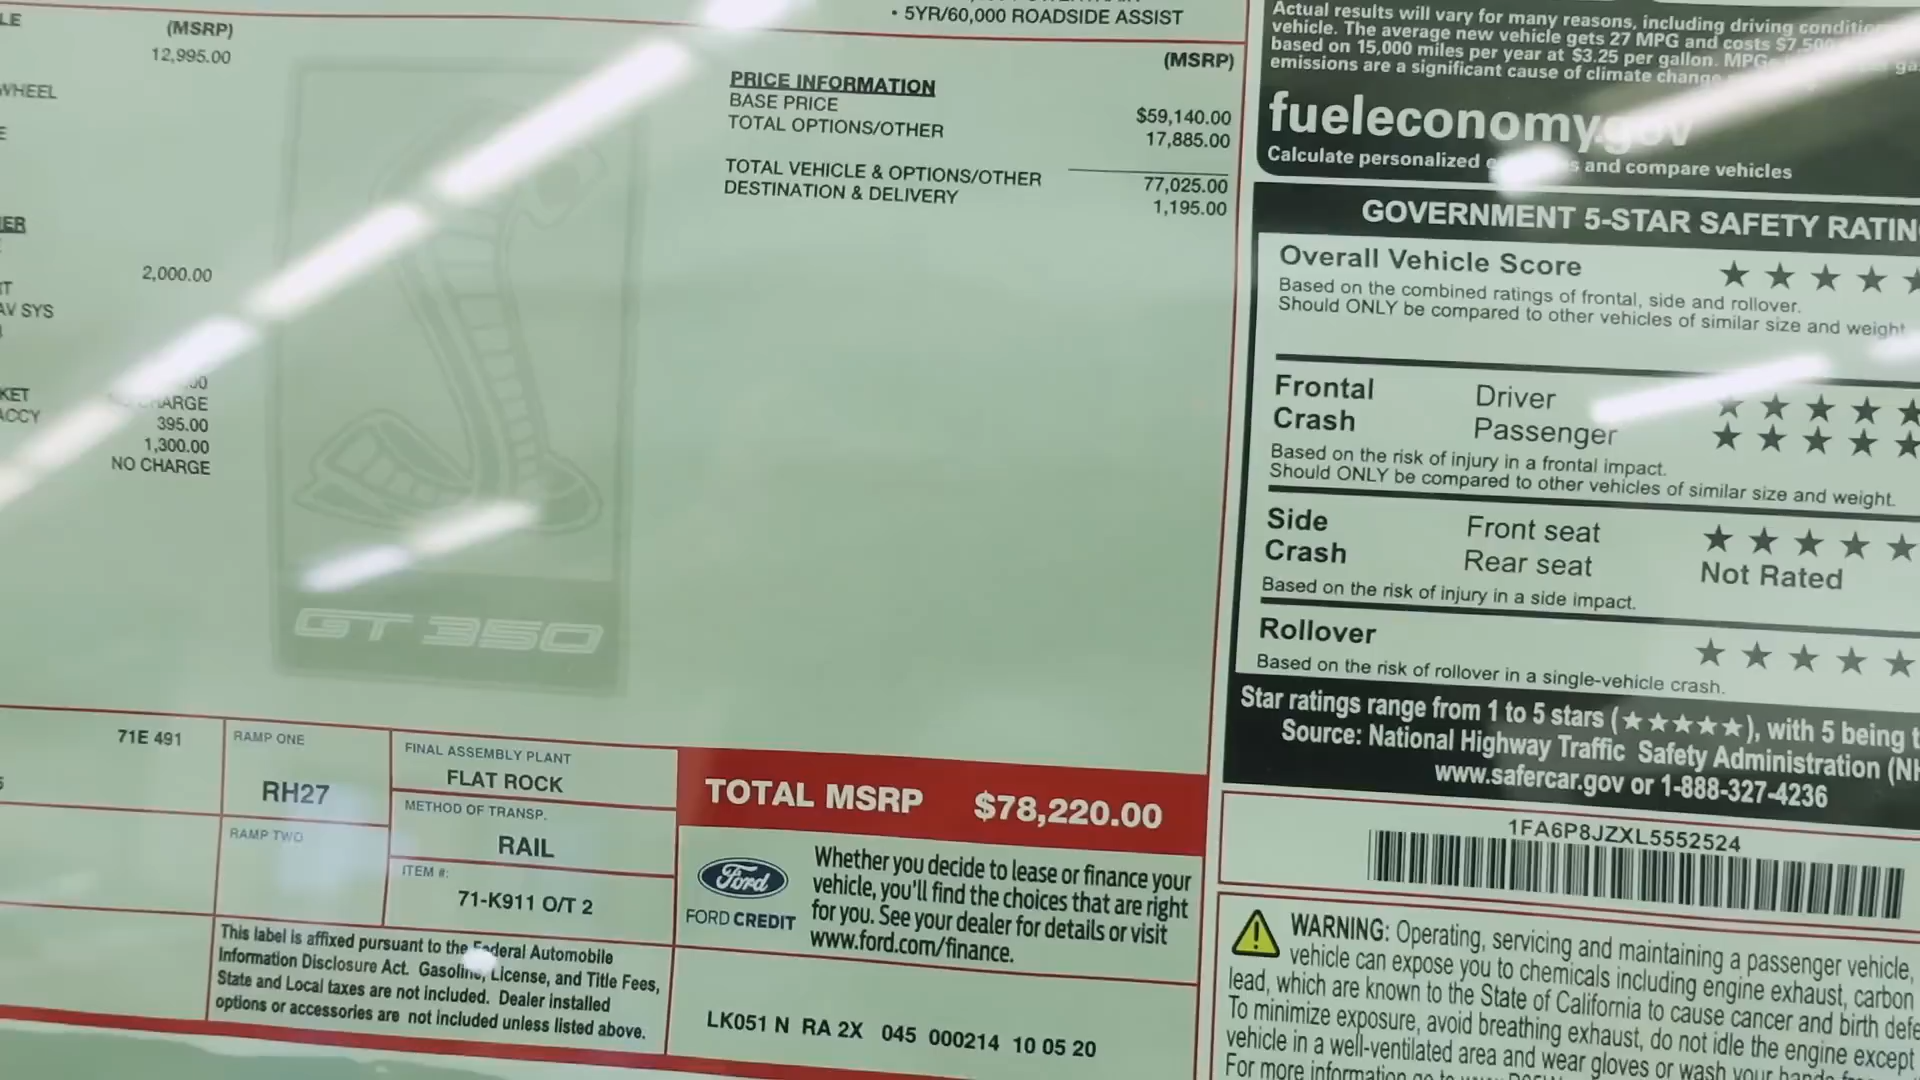 LE
(MSRP)
12,995.00
WHEEL
E
ER
2,000.00
RT
AV SYS
KET
ACCY
395.00
1,300.00
NO CHARGE
GT 350
• 5YR/60,000 ROADSIDE ASSIST
(MSRP)
PRICE INFORMATION
BASE PRICE $59,140.00
TOTAL OPTIONS/OTHER 17,885.00
TOTAL VEHICLE & OPTIONS/OTHER 77,025.00
DESTINATION & DELIVERY 1,195.00
71E 491
RAMP ONE
RH27
RAMP TWO
FINAL ASSEMBLY PLANT
FLAT ROCK
METHOD OF TRANSP.
RAIL
ITEM #:
71-K911 O/T 2
This label is affixed pursuant to the Federal Automobile
Information Disclosure Act. Gasoline, License, and Title Fees,
State and Local taxes are not included. Dealer installed
options or accessories are not included unless listed above.
TOTAL MSRP $78,220.00
Ford
FORD CREDIT
Whether you decide to lease or finance your
vehicle, you'll find the choices that are right
for you. See your dealer for details or visit
www.ford.com/finance.
LK051 N RA 2X 045 000214 10 05 20
Actual results will vary for many reasons, including driving conditio
vehicle. The average new vehicle gets 27 MPG and costs $7,500
based on 15,000 miles per year at $3.25 per gallon. MPG
emissions are a significant cause of climate change
fueleconomy.gov
Calculate personalized and compare vehicles
GOVERNMENT 5-STAR SAFETY RATIN
Overall Vehicle Score ★ ★ ★ ★ ★
Based on the combined ratings of frontal, side and rollover.
Should ONLY be compared to other vehicles of similar size and weight
Frontal Driver ★ ★ ★ ★ ★
Crash Passenger ★ ★ ★ ★ ★
Based on the risk of injury in a frontal impact.
Should ONLY be compared to other vehicles of similar size and weight.
Side Front seat ★ ★ ★ ★ ★
Crash Rear seat Not Rated
Based on the risk of injury in a side impact.
Rollover ★ ★ ★ ★ ★
Based on the risk of rollover in a single-vehicle crash.
Star ratings range from 1 to 5 stars (★★★★★), with 5 being t
Source: National Highway Traffic Safety Administration (NH
www.safercar.gov or 1-888-327-4236
1FA6P8JZXL5552524
WARNING: Operating, servicing and maintaining a passenger vehicle,
vehicle can expose you to chemicals including engine exhaust, carbon
lead, which are known to the State of California to cause cancer and birth defe
To minimize exposure, avoid breathing exhaust, do not idle the engine except
vehicle in a well-ventilated area and wear gloves or wash your hands
For more information go to